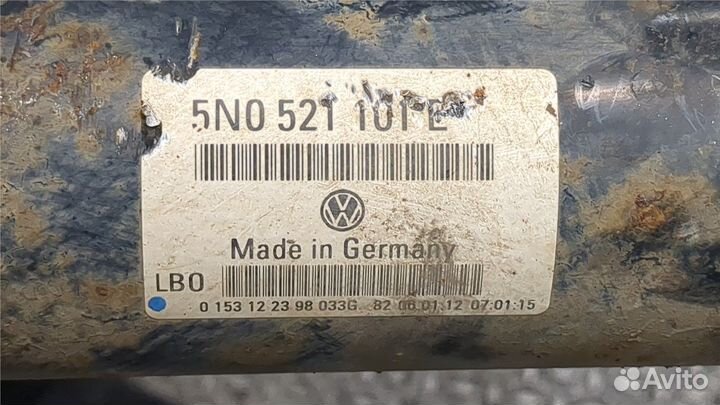 5N0 521 101 E
VW
Made in Germany
LB0
0 153 12 23 98 033G 82 06.01.12 07:01:15
Avito